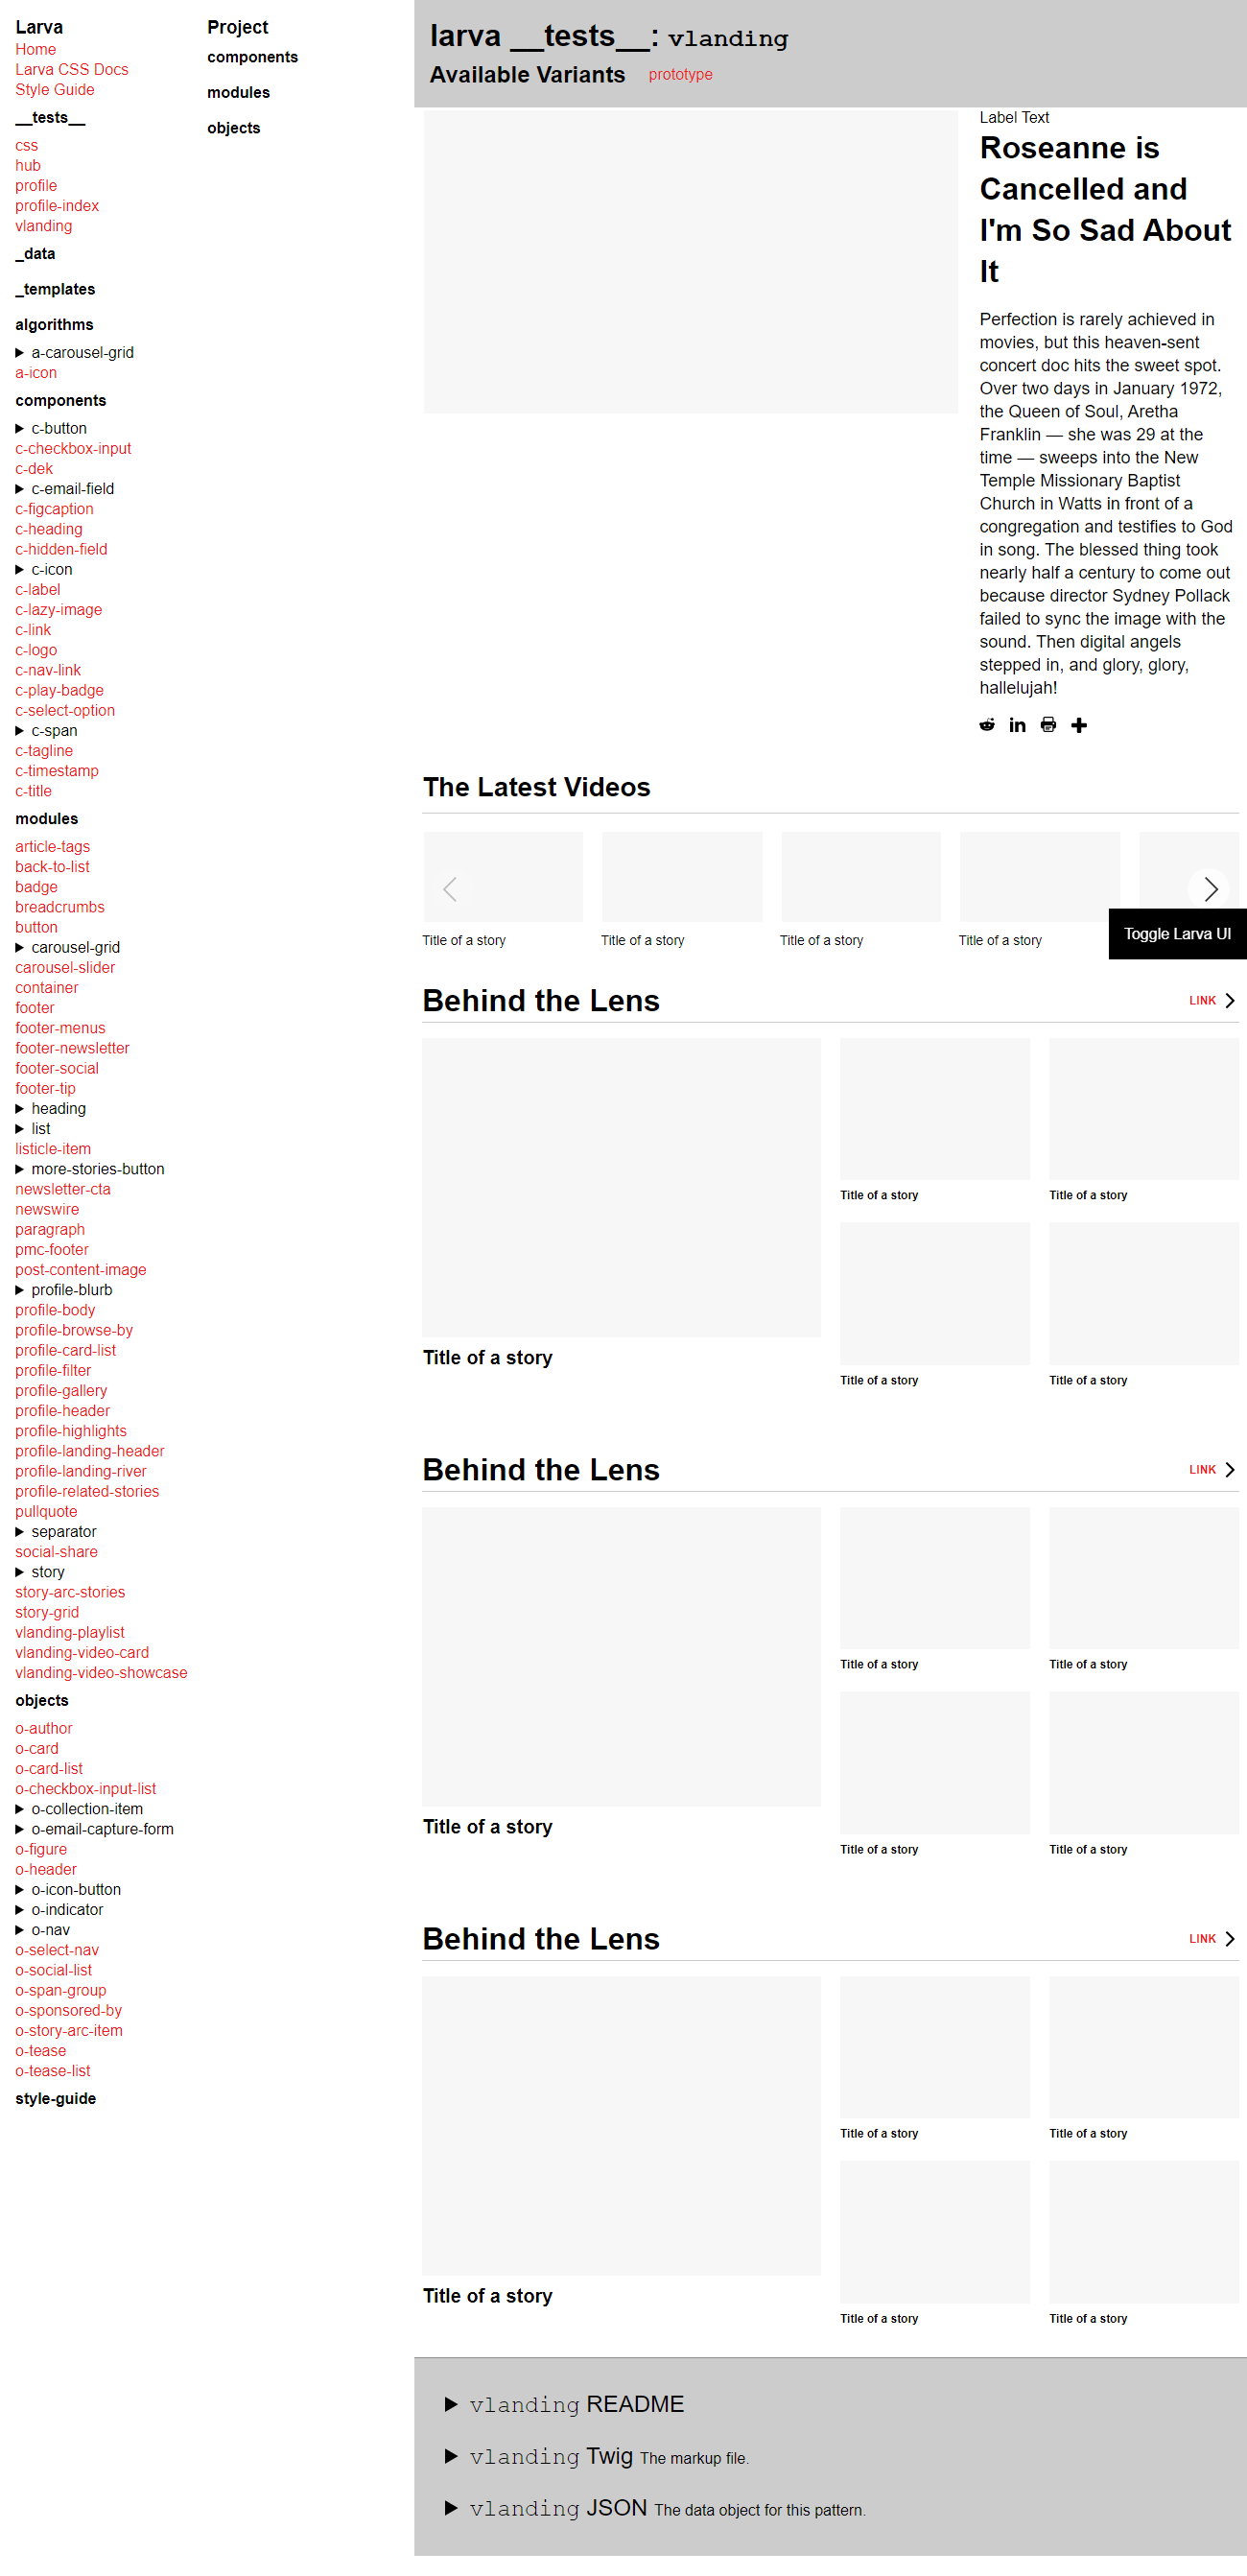 Larva
Home
Larva CSS Docs
Style Guide
__tests__
css
hub
profile
profile-index
vlanding
_data
_templates
algorithms
a-carousel-grid
a-icon
components
c-button
c-checkbox-input
c-dek
c-email-field
c-figcaption
c-heading
c-hidden-field
c-icon
c-label
c-lazy-image
c-link
c-logo
c-nav-link
c-play-badge
c-select-option
c-span
c-tagline
c-timestamp
c-title
modules
article-tags
back-to-list
badge
breadcrumbs
button
carousel-grid
carousel-slider
container
footer
footer-menus
footer-newsletter
footer-social
footer-tip
heading
list
listicle-item
more-stories-button
newsletter-cta
newswire
paragraph
pmc-footer
post-content-image
profile-blurb
profile-body
profile-browse-by
profile-card-list
profile-filter
profile-gallery
profile-header
profile-highlights
profile-landing-header
profile-landing-river
profile-related-stories
pullquote
separator
social-share
story
story-arc-stories
story-grid
vlanding-playlist
vlanding-video-card
vlanding-video-showcase
objects
o-author
o-card
o-card-list
o-checkbox-input-list
o-collection-item
o-email-capture-form
o-figure
o-header
o-icon-button
o-indicator
o-nav
o-select-nav
o-social-list
o-span-group
o-sponsored-by
o-story-arc-item
o-tease
o-tease-list
style-guide
Project
components
modules
objects
larva __tests__: vlanding
Available Variants prototype
Label Text
Roseanne is
Cancelled and
I'm So Sad About
It
Perfection is rarely achieved in
movies, but this heaven-sent
concert doc hits the sweet spot.
Over two days in January 1972,
the Queen of Soul, Aretha
Franklin — she was 29 at the
time — sweeps into the New
Temple Missionary Baptist
Church in Watts in front of a
congregation and testifies to God
in song. The blessed thing took
nearly half a century to come out
because director Sydney Pollack
failed to sync the image with the
sound. Then digital angels
stepped in, and glory, glory,
hallelujah!
The Latest Videos
Title of a story
Title of a story
Title of a story
Title of a story
Toggle Larva UI
Behind the Lens
LINK
Title of a story
Title of a story
Title of a story
Title of a story
Title of a story
Behind the Lens
LINK
Title of a story
Title of a story
Title of a story
Title of a story
Title of a story
Behind the Lens
LINK
Title of a story
Title of a story
Title of a story
Title of a story
Title of a story
vlanding README
vlanding Twig The markup file.
vlanding JSON The data object for this pattern.